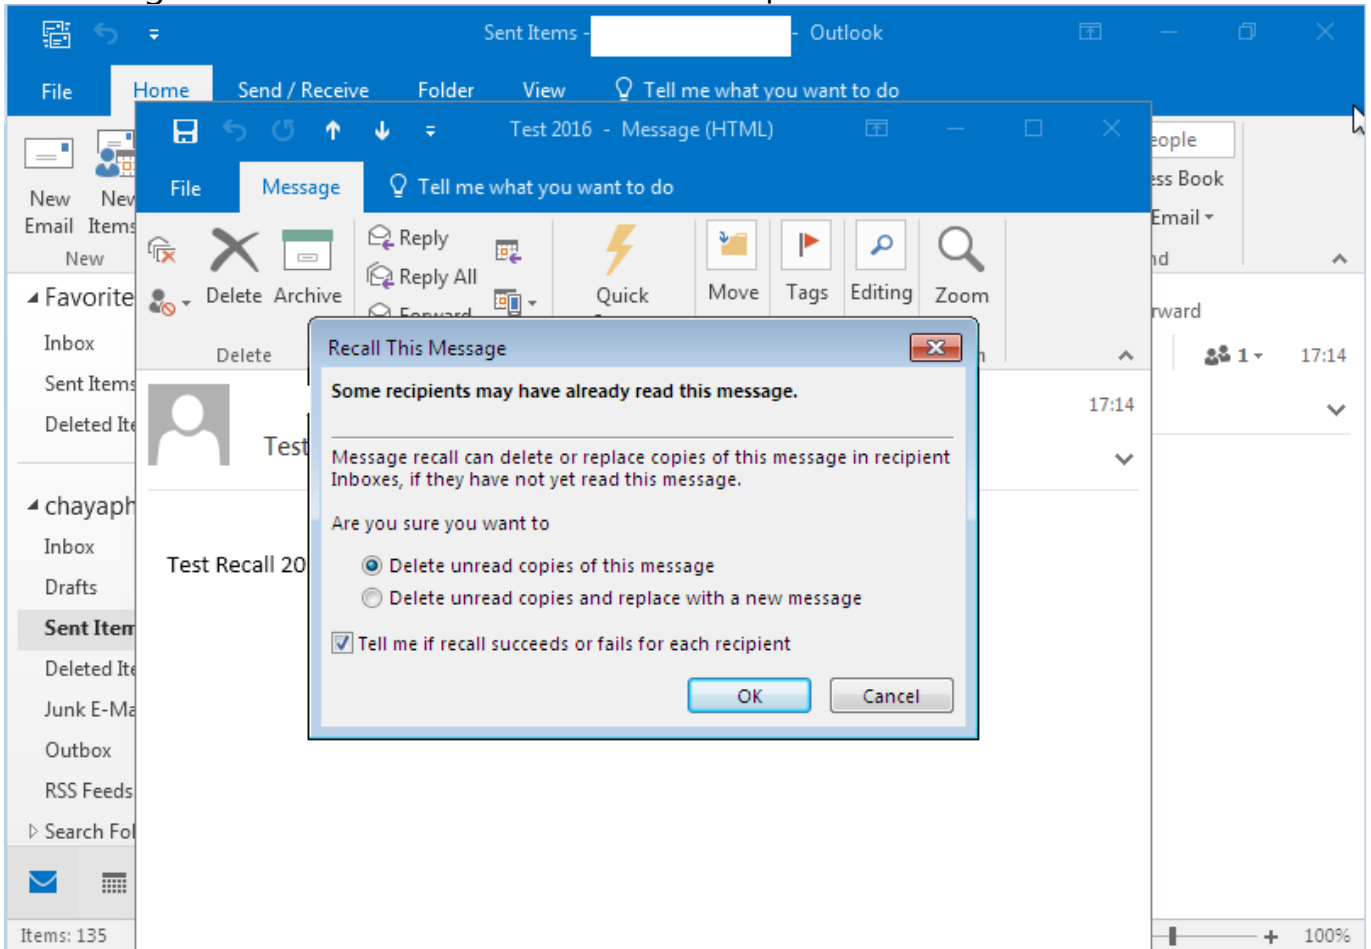 Sent Items -
- Outlook
File Home Send / Receive Folder View Tell me what you want to do
Test 2016 - Message (HTML)
File Message Tell me what you want to do
New Email
New Items
New
Reply
Reply All
Forward
Delete Archive
Quick
Move Tags Editing Zoom
Delete
Email
17:14
Favorite
Inbox
Sent Items
Deleted Ite
chayaph
Inbox
Drafts
Sent Item
Deleted Ite
Junk E-Ma
Outbox
RSS Feeds
Search Fol
Items: 135
Test
17:14
Test Recall 20
Recall This Message
Some recipients may have already read this message.
Message recall can delete or replace copies of this message in recipient
Inboxes, if they have not yet read this message.
Are you sure you want to
Delete unread copies of this message
Delete unread copies and replace with a new message
Tell me if recall succeeds or fails for each recipient
OK Cancel
eople
ess Book
nd
rward
1
100%